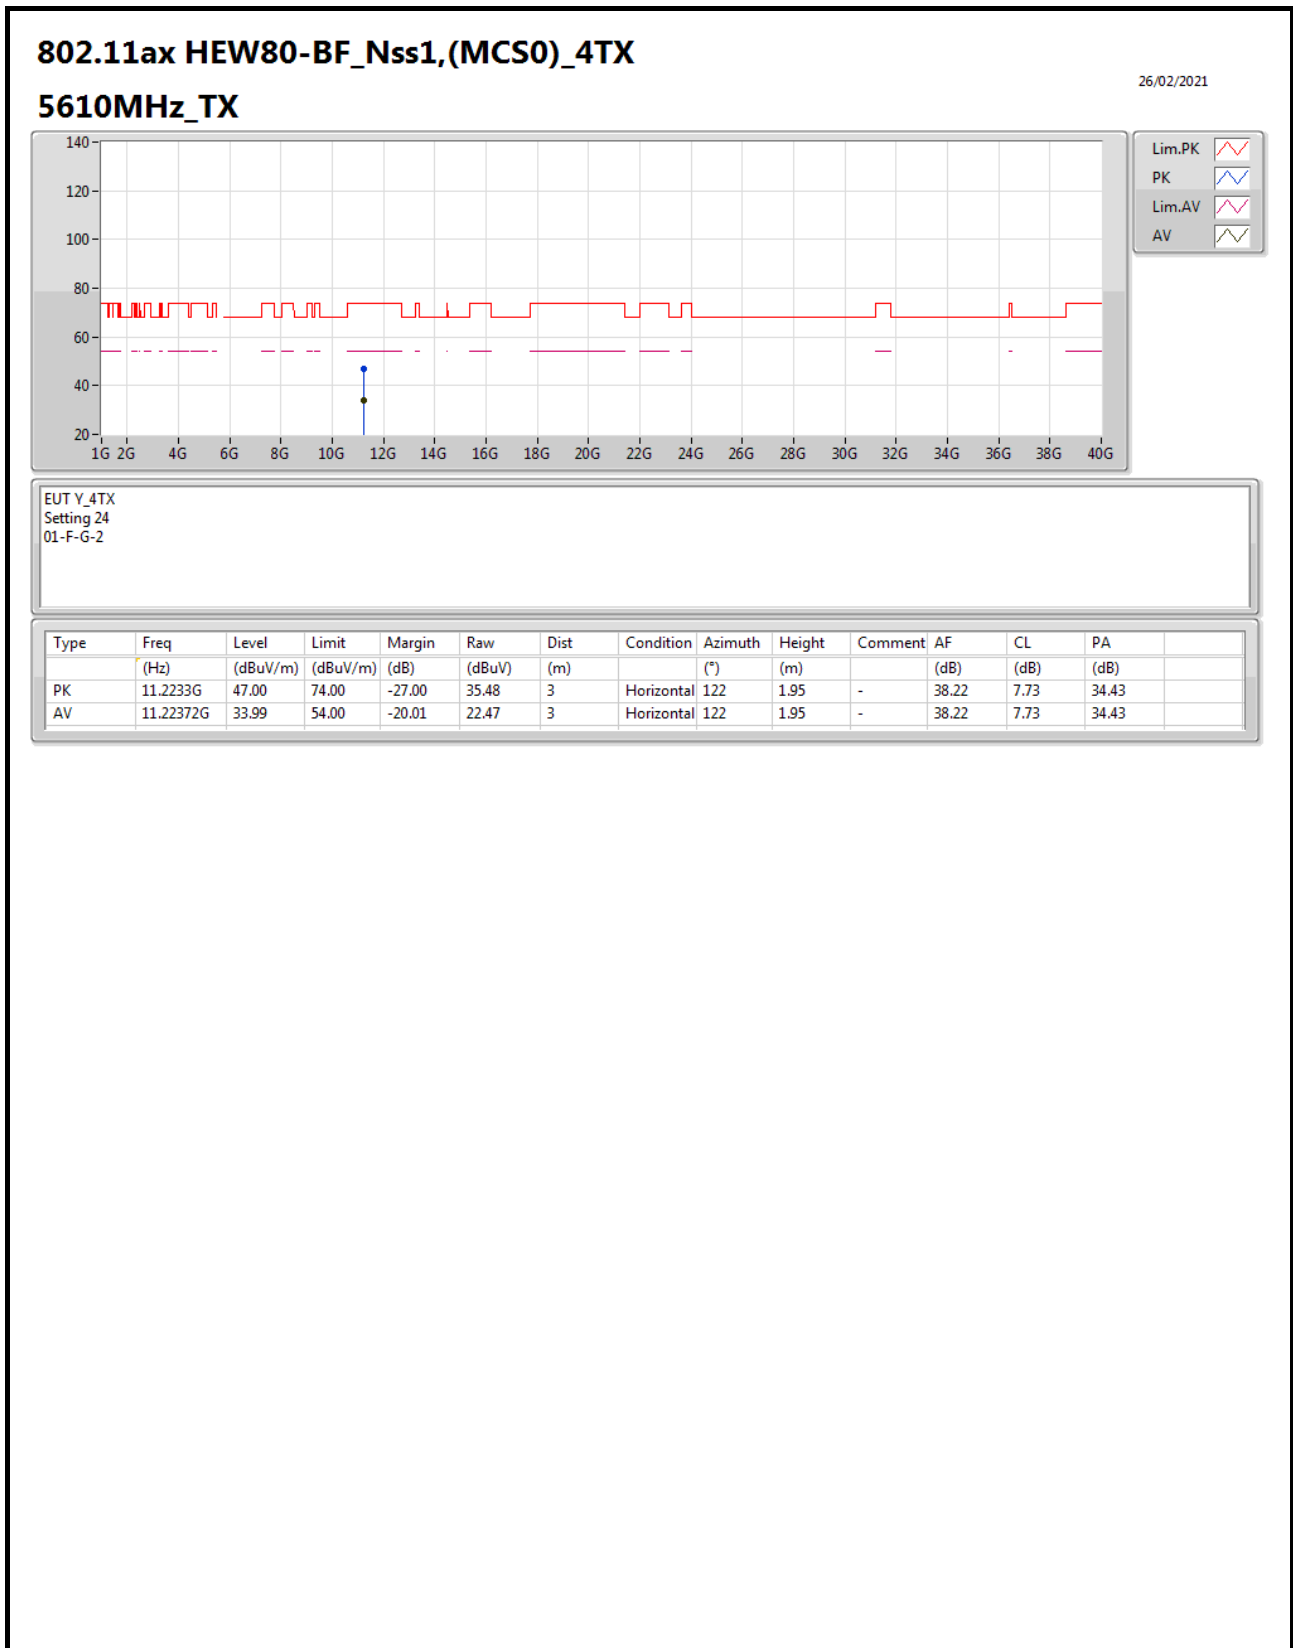 802.11ax HEW80-BF_Nss1,(MCS0)_4TX
26/02/2021
5610MHz_TX
140
120
100
80
60
40
20
1G 2G 4G 6G 8G 10G 12G 14G 16G 18G 20G 22G 24G 26G 28G 30G 32G 34G 36G 38G 40G
Lim.PK
PK
Lim.AV
AV
EUT Y_4TX
Setting 24
01-F-G-2
Type Freq Level Limit Margin Raw Dist Condition Azimuth Height Comment AF CL PA
(Hz) (dBuV/m) (dBuV/m) (dB) (dBuV) (m) (°) (m) (dB) (dB) (dB)
PK 11.2233G 47.00 74.00 -27.00 35.48 3 Horizontal 122 1.95 - 38.22 7.73 34.43
AV 11.22372G 33.99 54.00 -20.01 22.47 3 Horizontal 122 1.95 - 38.22 7.73 34.43